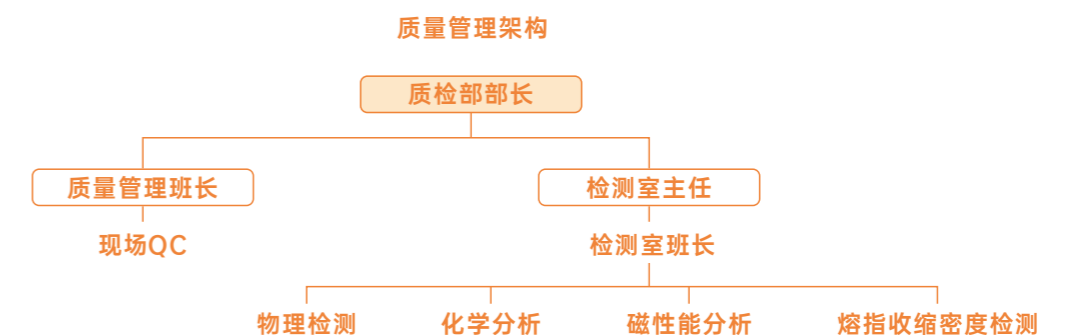 质量管理架构
质检部部长
质量管理班长
检测室主任
现场QC
检测室班长
物理检测
化学分析
磁性能分析
熔指收缩密度检测